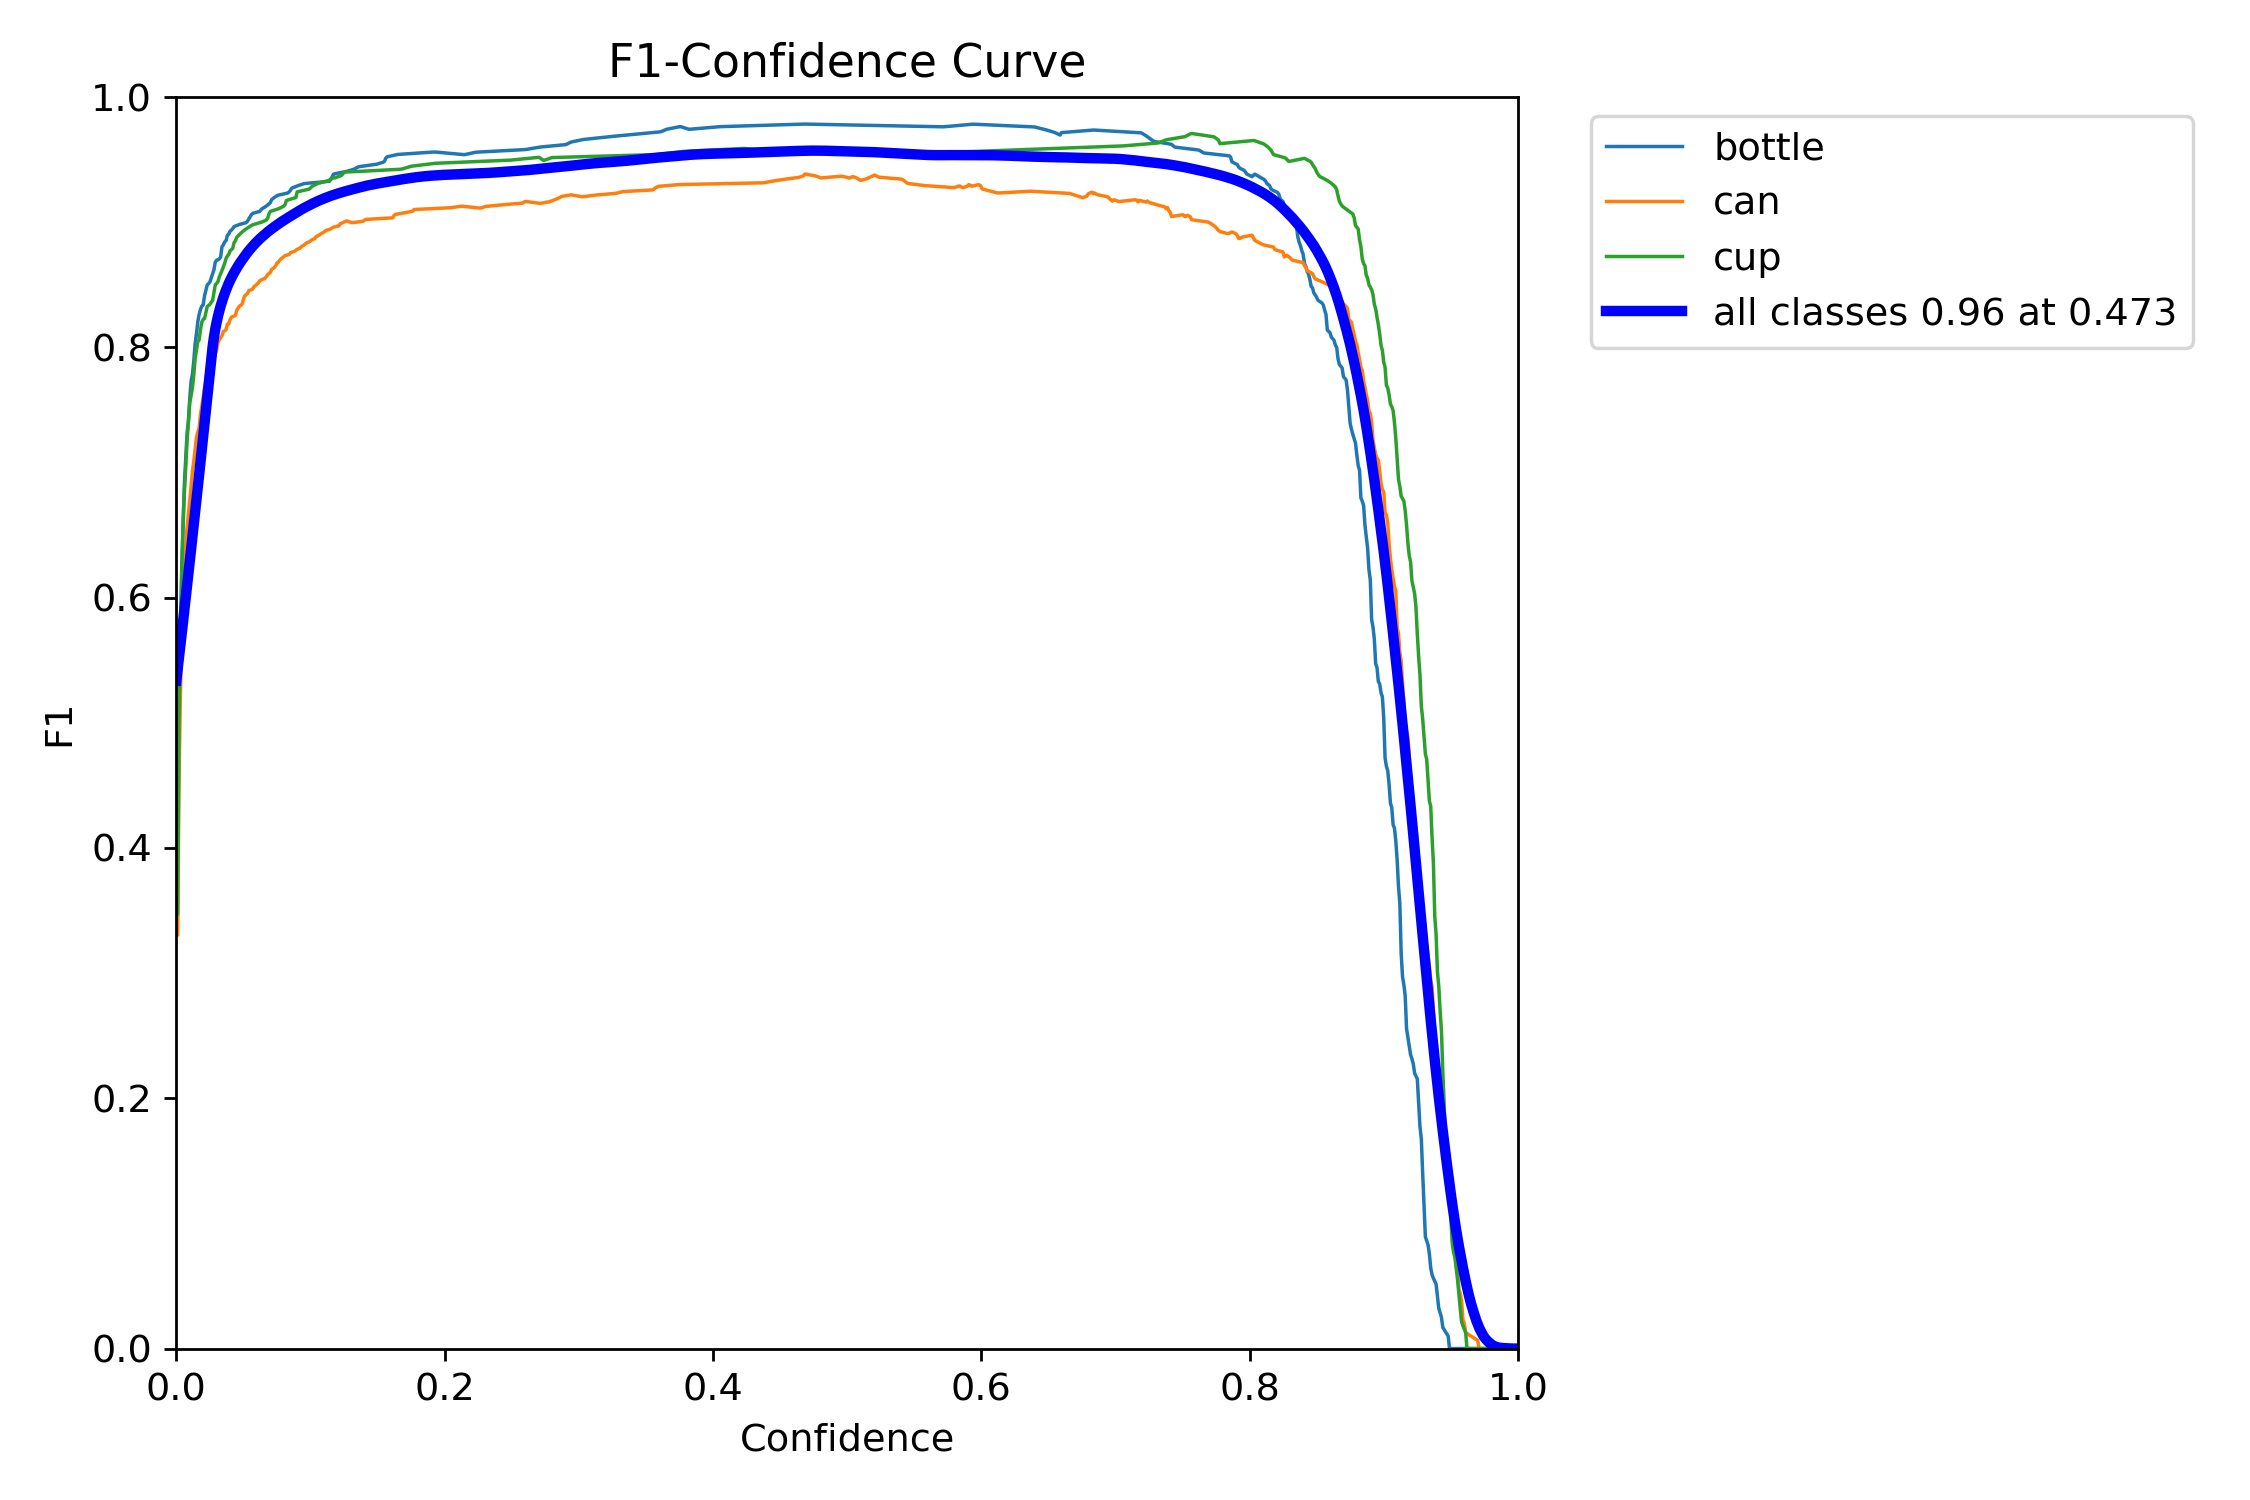 F1-Confidence Curve
1.0
0.8
0.6
0.4
0.2
0.0
F1
0.0 0.2 0.4 0.6 0.8 1.0
Confidence
bottle
can
cup
all classes 0.96 at 0.473